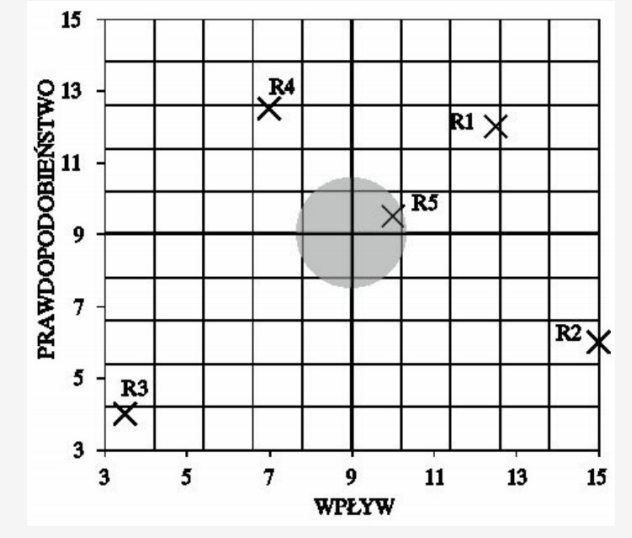 15
R4
13
R1
11
R5
9
7
R2
5
R3
3
3 5 7 9 11 13 15
WPŁYW
PRAWDOPODOBIEŃSTWO